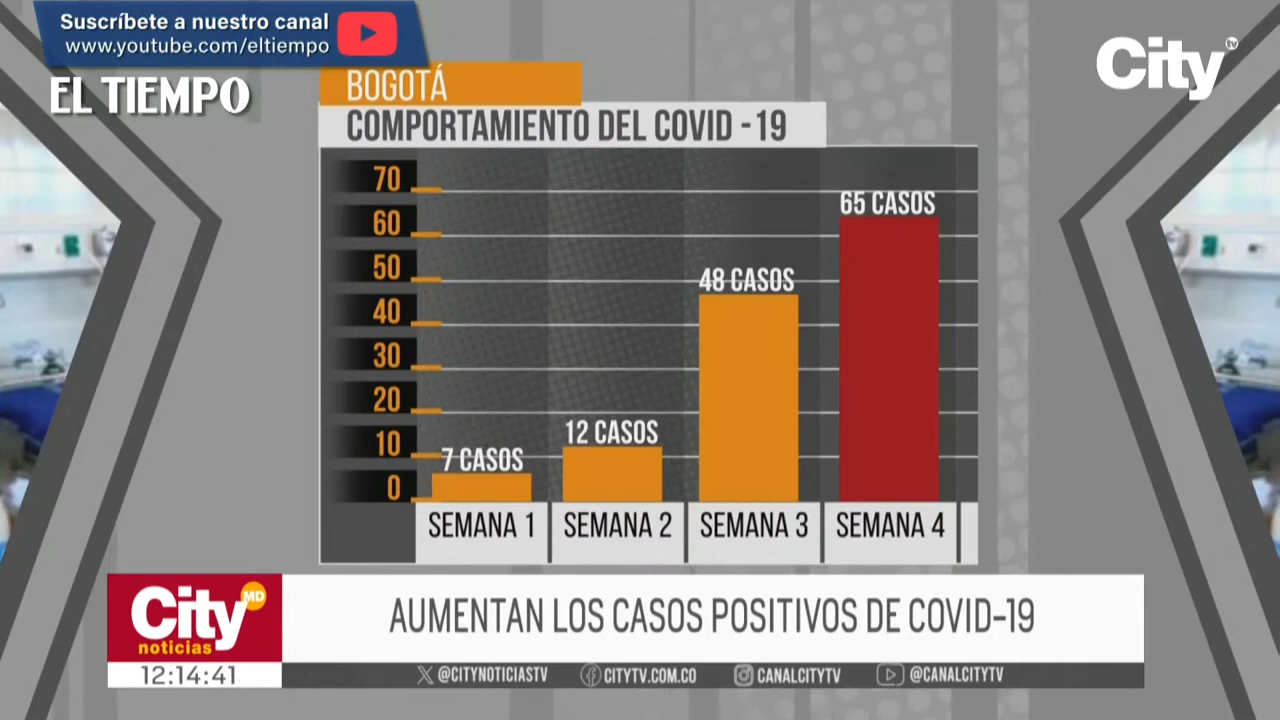 Suscríbete a nuestro canal
www.youtube.com/eltiempo
EL TIEMPO
City tv
BOGOTÁ
COMPORTAMIENTO DEL COVID -19
70
60
50
40
30
20
10
0
7 CASOS
12 CASOS
48 CASOS
65 CASOS
SEMANA 1
SEMANA 2
SEMANA 3
SEMANA 4
City MD
noticias
12:14:41
AUMENTAN LOS CASOS POSITIVOS DE COVID-19
@CITYNOTICIASTV CITYTV.COM.CO CANALCITYTV @CANALCITYTV